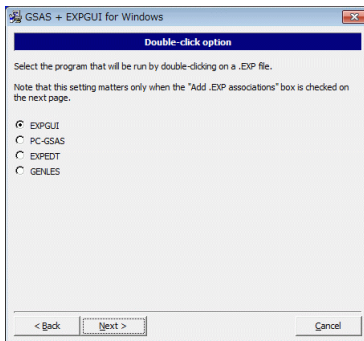 GSAS + EXPGUI for Windows
Double-click option
Select the program that will be run by double-clicking on a .EXP file.
Note that this setting matters only when the "Add .EXP associations" box is checked on
the next page.
EXPGUI
PC-GSAS
EXPEDT
GENLES
< Back
Next >
Cancel